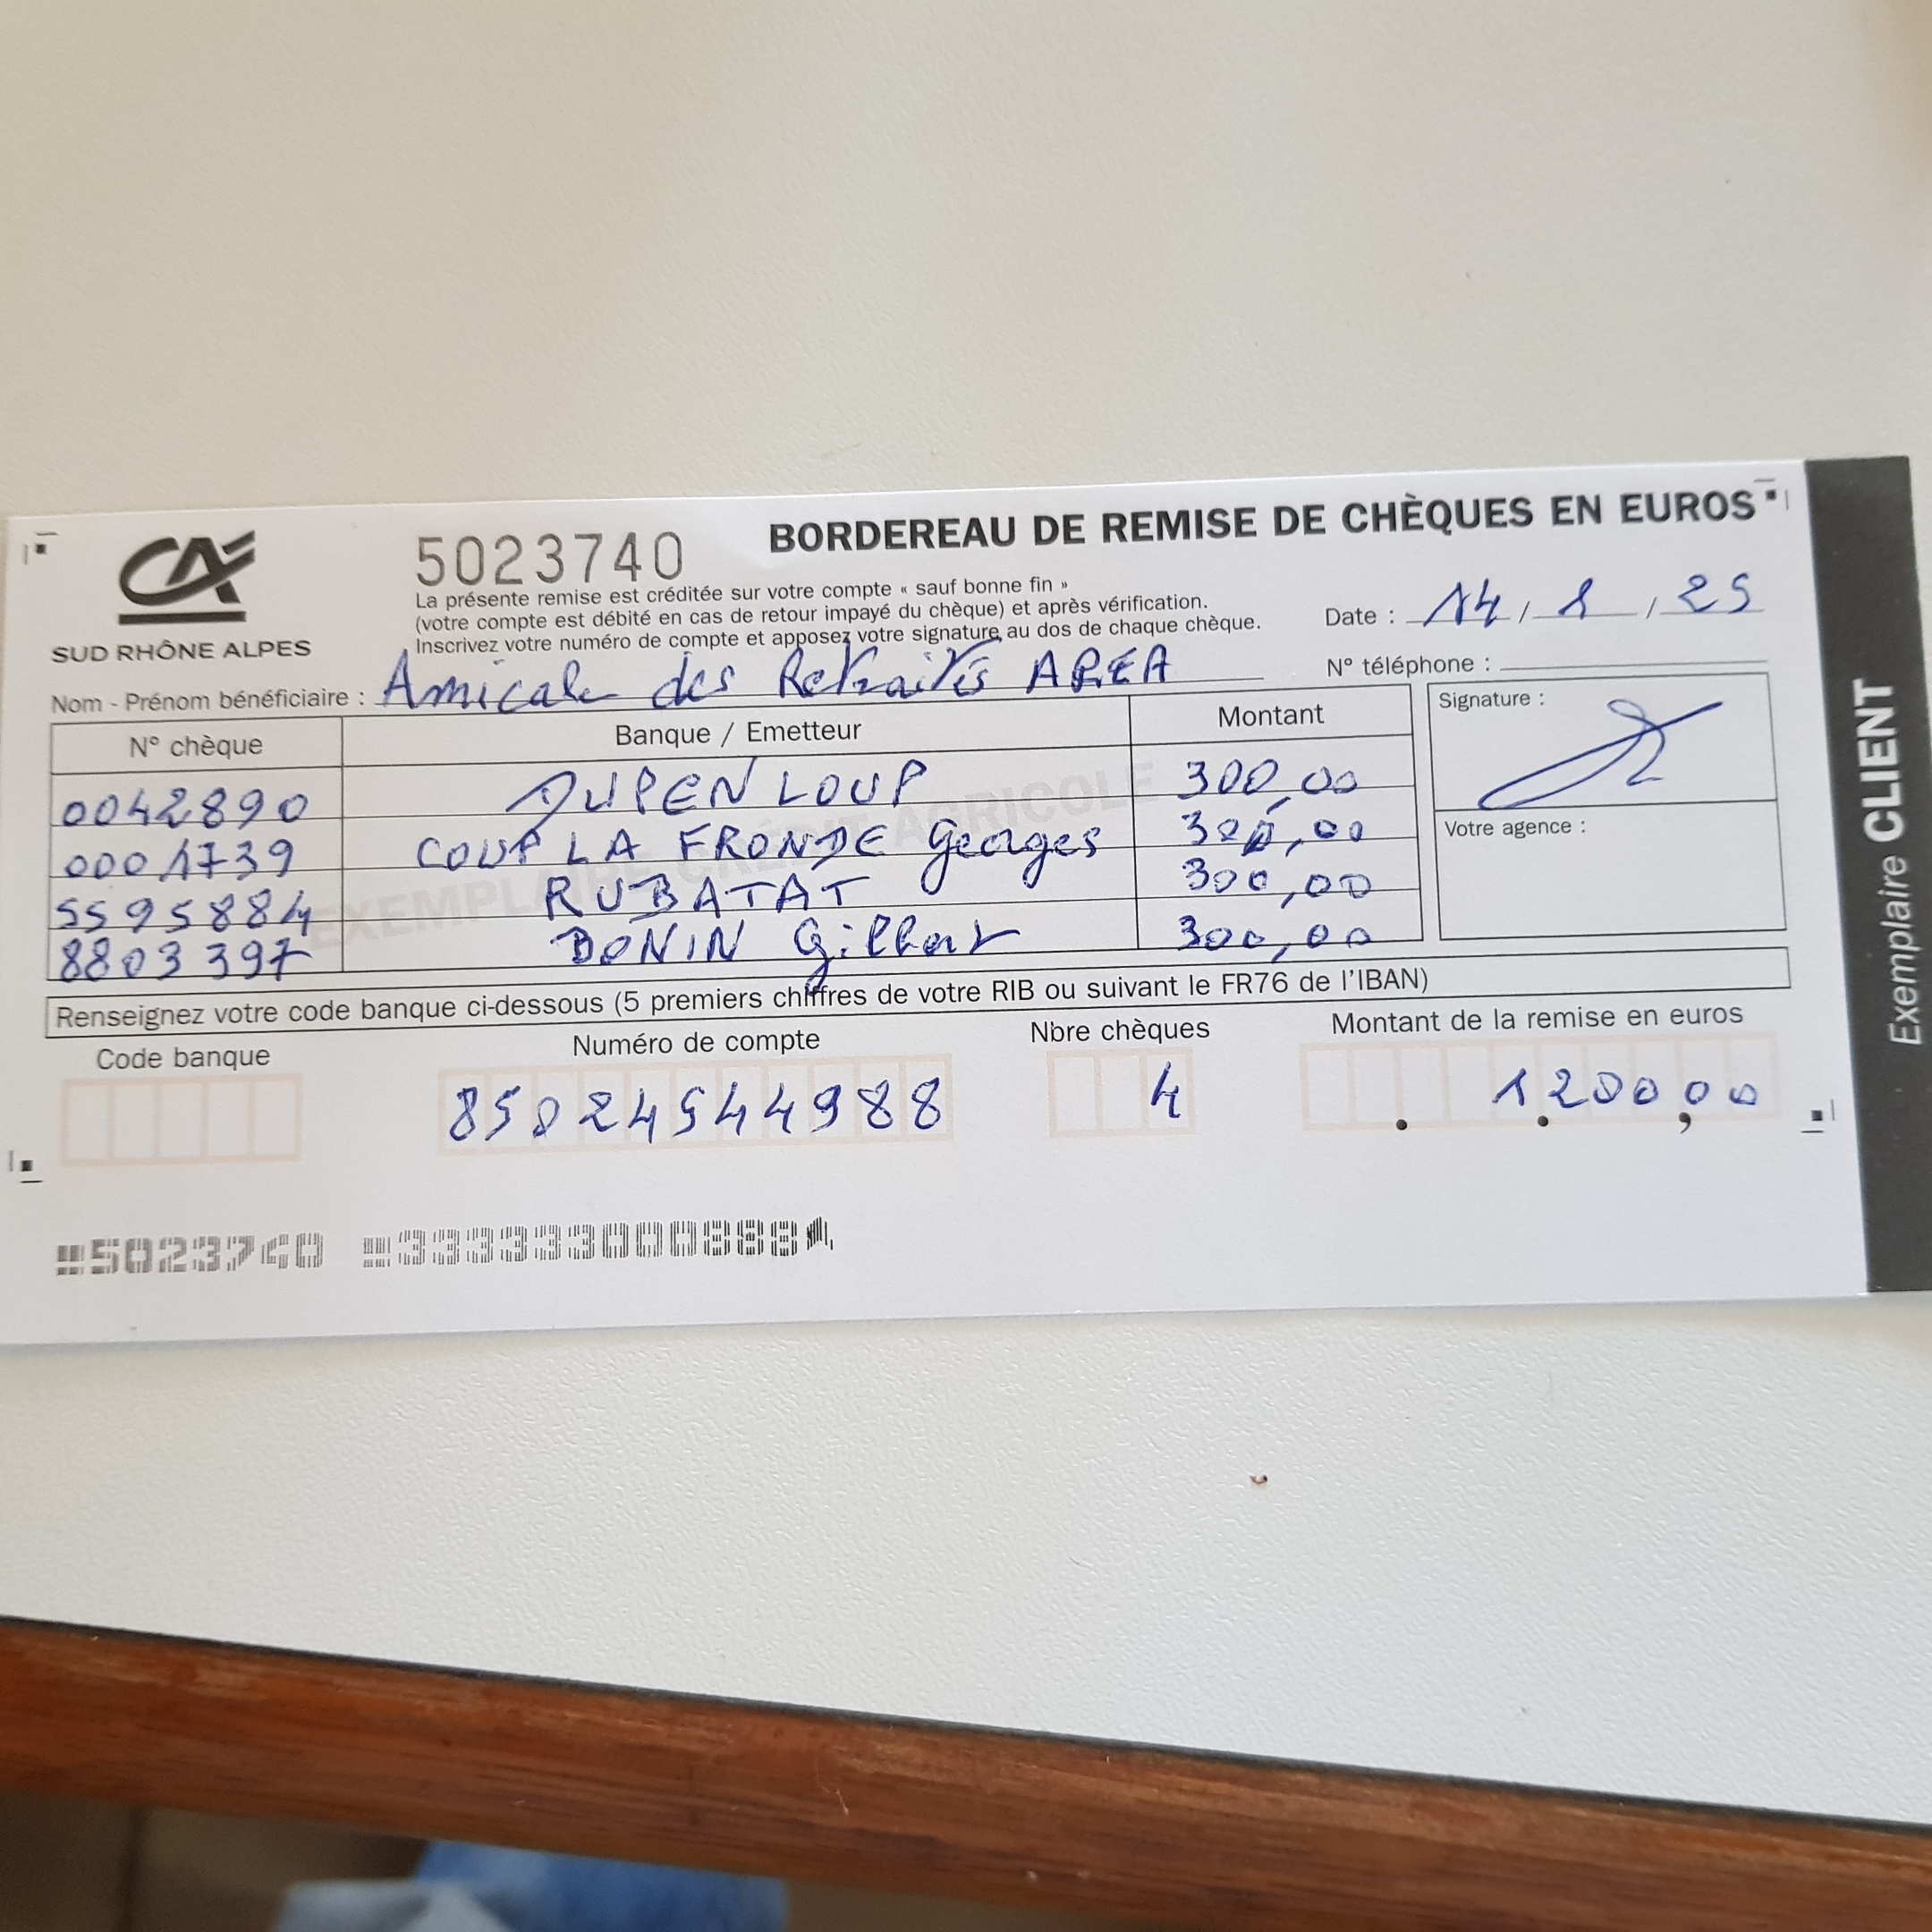 CA
SUD RHÔNE ALPES
5023740
BORDEREAU DE REMISE DE CHÈQUES EN EUROS
La présente remise est créditée sur votre compte « sauf bonne fin »
(votre compte est débité en cas de retour impayé du chèque) et après vérification.
Inscrivez votre numéro de compte et apposez votre signature au dos de chaque chèque.
Date : 14 / 1 / 25
N° téléphone :
Nom - Prénom bénéficiaire : Amicale des Retraités AREA
N° chèque Banque / Emetteur Montant
0042890 DUPENLOUP 300,00
0001739 COUP LA FRONDE Georges 300,00
5595884 RUBATAT 300,00
8803397 BONIN Gilbert 300,00
EXEMPLAIRE CRÉDIT AGRICOLE
Signature :
Votre agence :
Renseignez votre code banque ci-dessous (5 premiers chiffres de votre RIB ou suivant le FR76 de l'IBAN)
Code banque Numéro de compte Nbre chèques Montant de la remise en euros
85024544988 4 1.200,00
5023740 333333000888
Exemplaire CLIENT